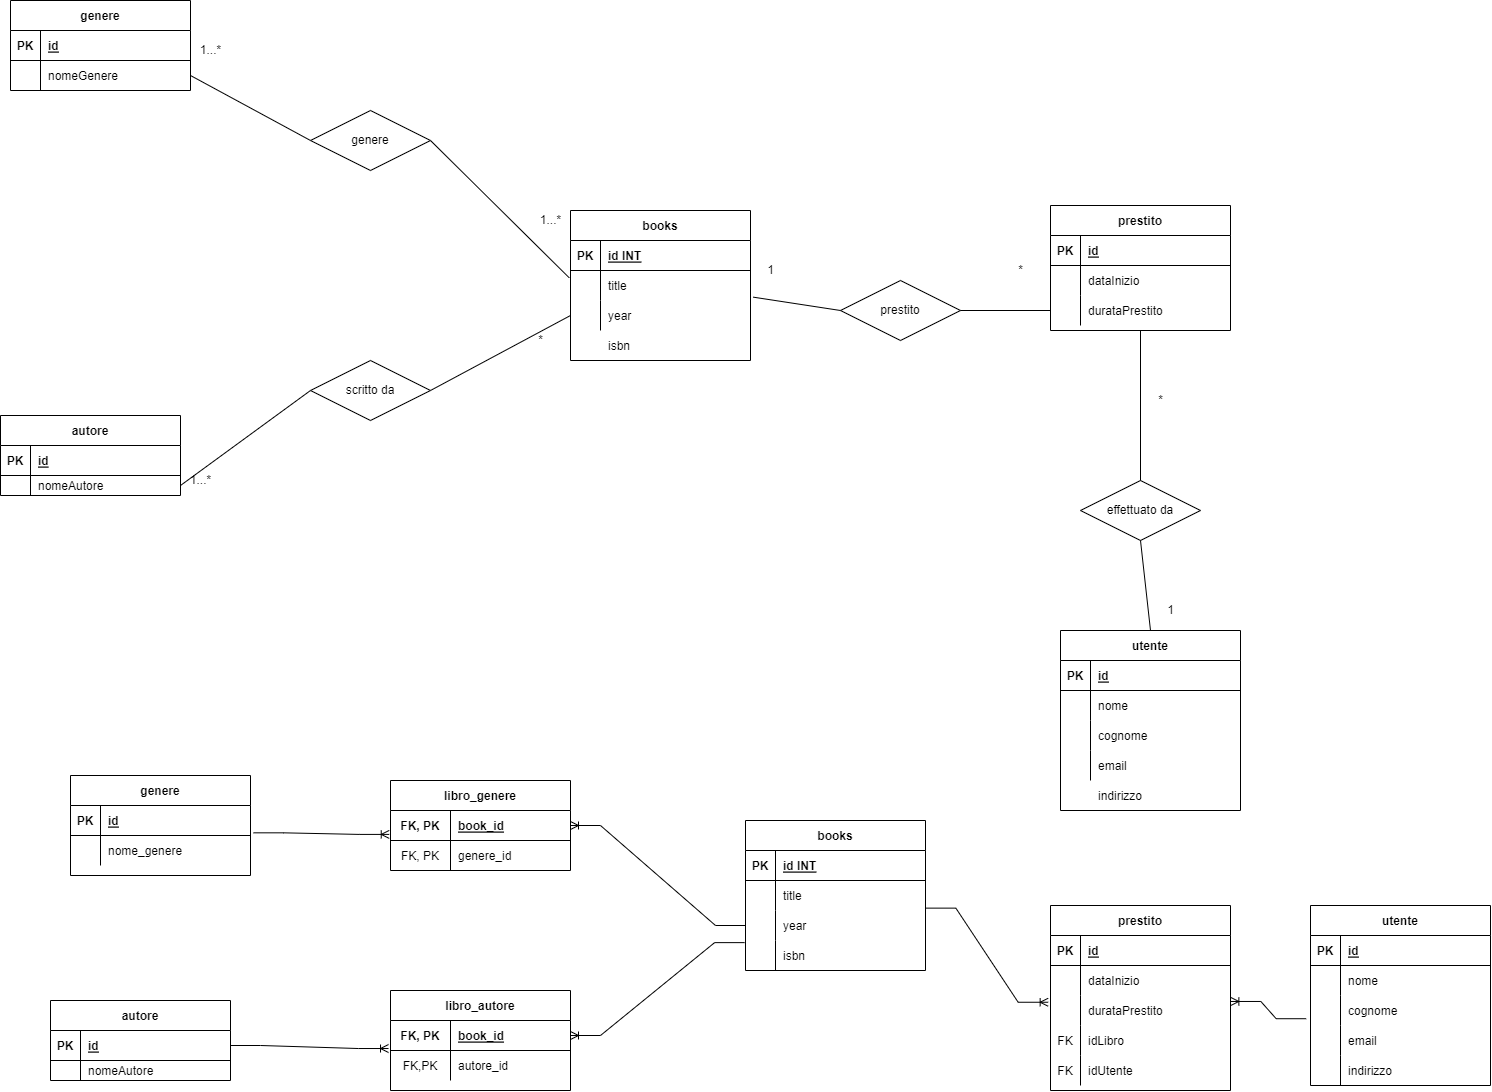 genere
PK id
nomeGenere
1...*
genere
1...*
books
PK id INT
title
year
isbn
1
prestito
*
prestito
PK id
dataInizio
durataPrestito
*
scritto da
autore
PK id
nomeAutore
1...*
*
effettuato da
1
utente
PK id
nome
cognome
email
indirizzo
genere
PK id
nome_genere
libro_genere
FK, PK book_id
FK, PK genere_id
books
PK id INT
title
year
isbn
autore
PK id
nomeAutore
libro_autore
FK, PK book_id
FK,PK autore_id
prestito
PK id
dataInizio
durataPrestito
FK idLibro
FK idUtente
utente
PK id
nome
cognome
email
indirizzo